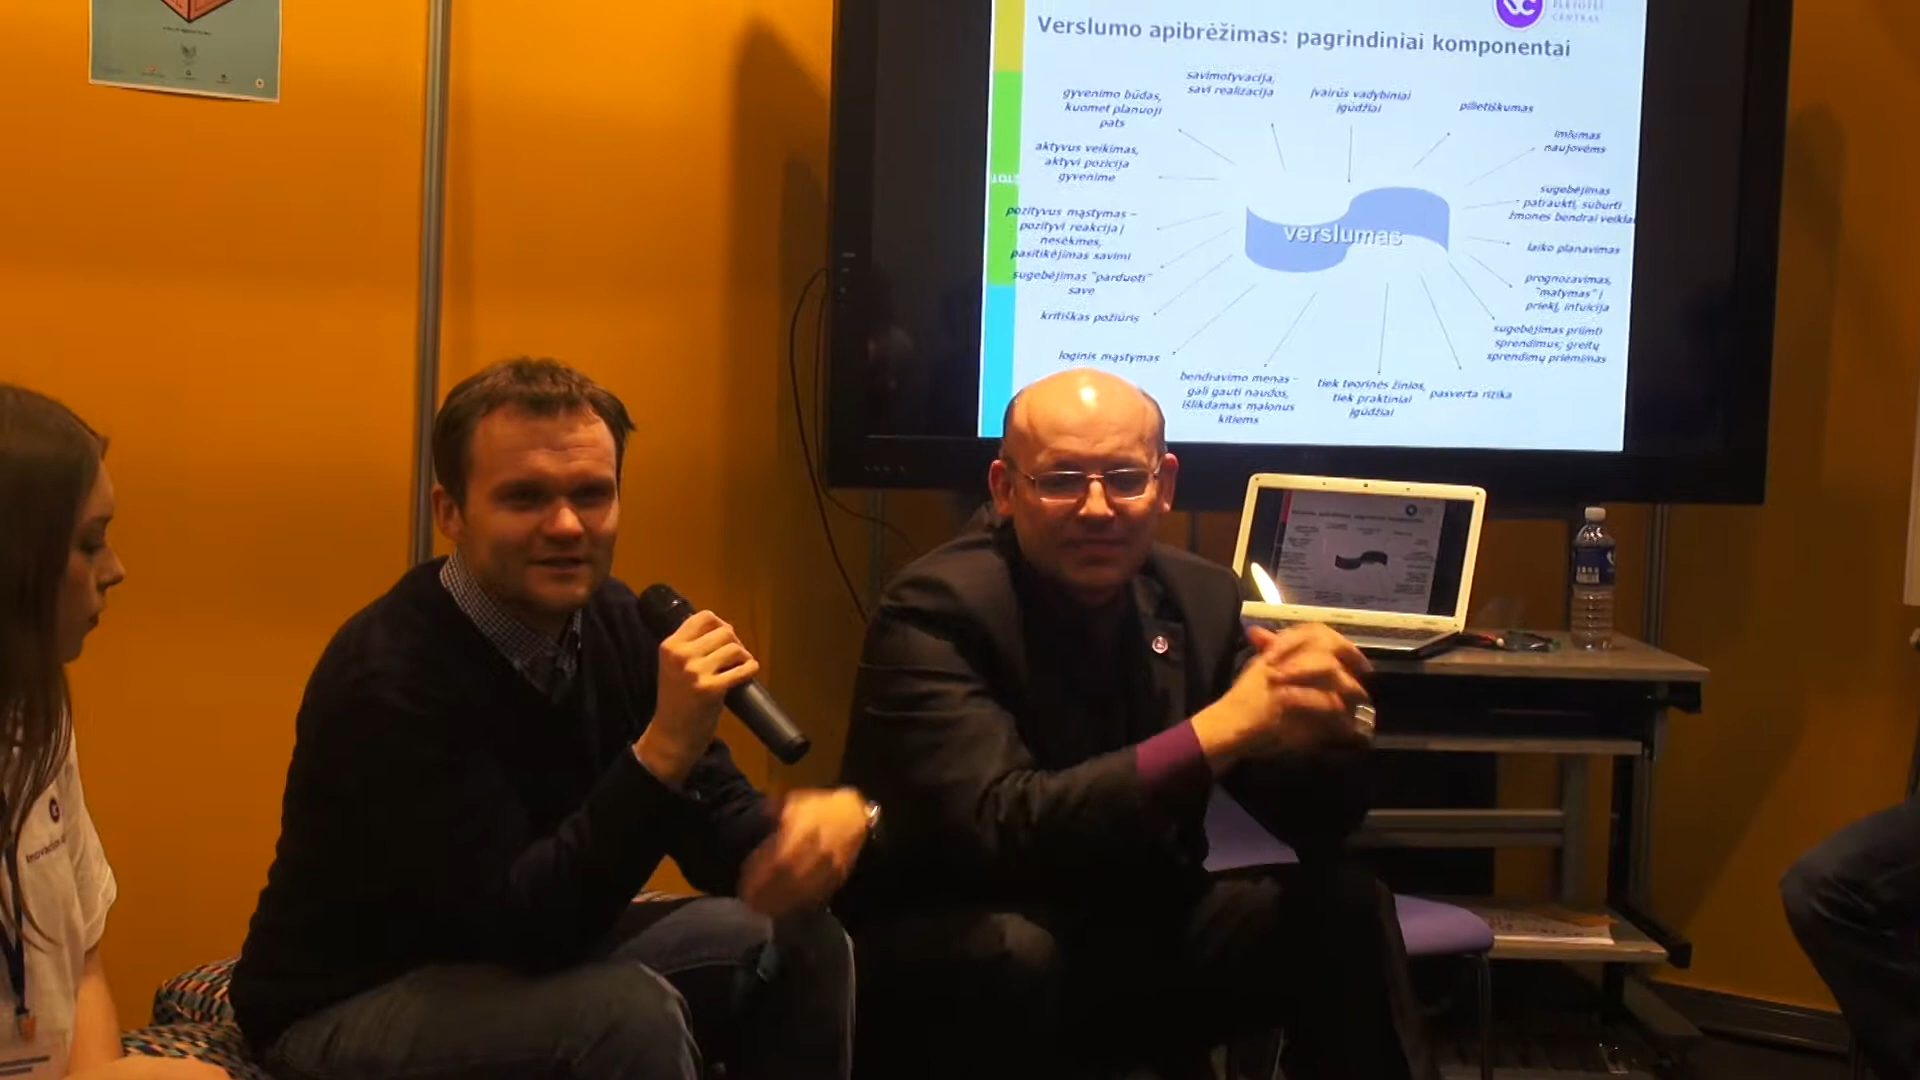 PLĖTOTĖS
CENTRAS
Verslumo apibrėžimas: pagrindiniai komponentai
savimotyvacija,
savi realizacija
įvairūs vadybiniai
įgūdžiai
pilietiškumas
gyvenimo būdas,
kuomet planuoji
pats
imlumas
naujovėms
aktyvus veikimas,
aktyvi pozicija
gyvenime
sugebėjimas
patraukti, suburti
žmones bendrai veiklai
pozityvus mąstymas –
pozityvi reakcija į
nesėkmes,
pasitikėjimas savimi
verslumas
laiko planavimas
sugebėjimas "parduoti"
save
prognozavimas,
"matymas" į
priekį, intuicija
kritiškas požiūris
sugebėjimas priimti
sprendimus; greitų
sprendimų priėmimas
loginis mąstymas
bendravimo menas –
gali gauti naudos,
išlikdamas malonus
kitiems
tiek teorinės žinios,
tiek praktiniai
įgūdžiai
pasverta rizika